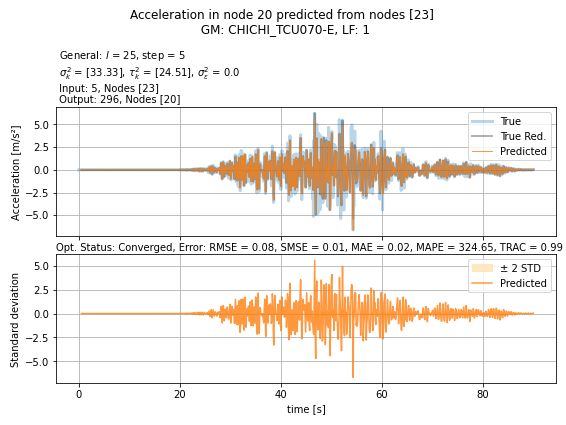 Acceleration in node 20 predicted from nodes [23]
GM: CHICHI_TCU070-E, LF: 1
General: l = 25, step = 5
σ²ₖ = [33.33], τ²ₖ = [24.51], σ²ₜ = 0.0
Input: 5, Nodes [23]
Output: 296, Nodes [20]
Acceleration [m/s²]
5.0
2.5
0.0
−2.5
−5.0
True
True Red.
Predicted
Opt. Status: Converged, Error: RMSE = 0.08, SMSE = 0.01, MAE = 0.02, MAPE = 324.65, TRAC = 0.99
Standard deviation
5.0
2.5
0.0
−2.5
−5.0
± 2 STD
Predicted
0
20
40
60
80
time [s]